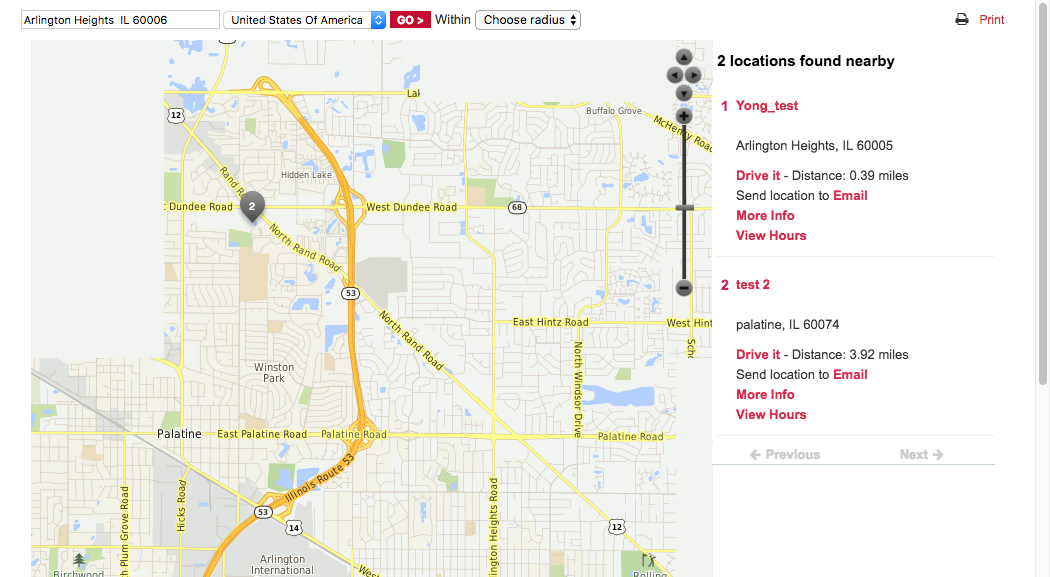 Arlington Heights  IL 60006
United States Of America
GO >
Within
Choose radius
Print
2 locations found nearby
1 Yong_test
Arlington Heights, IL 60005
Drive it - Distance: 0.39 miles
Send location to Email
More Info
View Hours
2 test 2
palatine, IL 60074
Drive it - Distance: 3.92 miles
Send location to Email
More Info
View Hours
← Previous
Next →
Lak
12
Buffalo Grove
McHenry Road
Rand Road
Hidden Lake
2
t Dundee Road
West Dundee Road
68
North Rand Road
53
North Rand Road
East Hintz Road
West Hint
Scho
North Windsor Drive
Winston
Park
Palatine
East Palatine Road
Palatine Road
Palatine Road
Illinois Route 53
53
14
12
Hicks Road
h Plum Grove Road
lington Heights Road
Arlington
International
Birchwood
West
Rolling